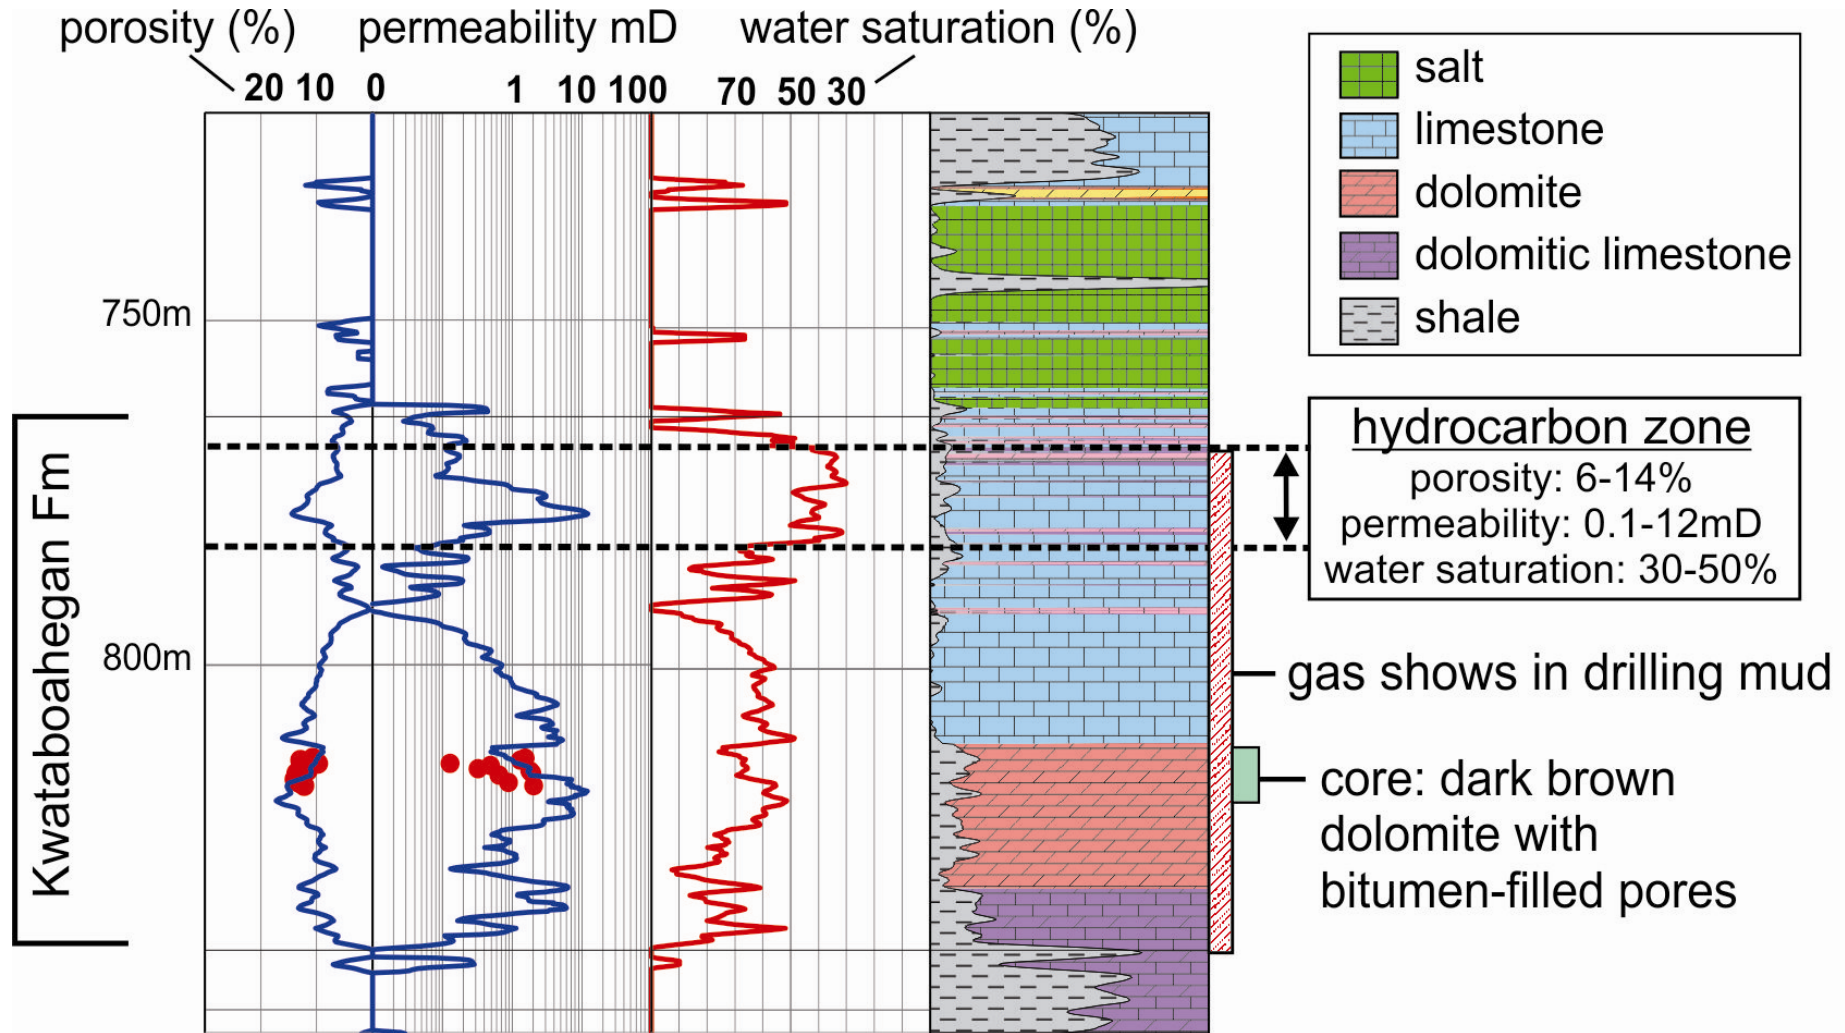 porosity (%) permeability mD water saturation (%)
20 10 0 1 10 100 70 50 30
salt
limestone
dolomite
dolomitic limestone
shale
750m
800m
Kwataboahegan Fm
hydrocarbon zone
porosity: 6-14%
permeability: 0.1-12mD
water saturation: 30-50%
gas shows in drilling mud
core: dark brown
dolomite with
bitumen-filled pores